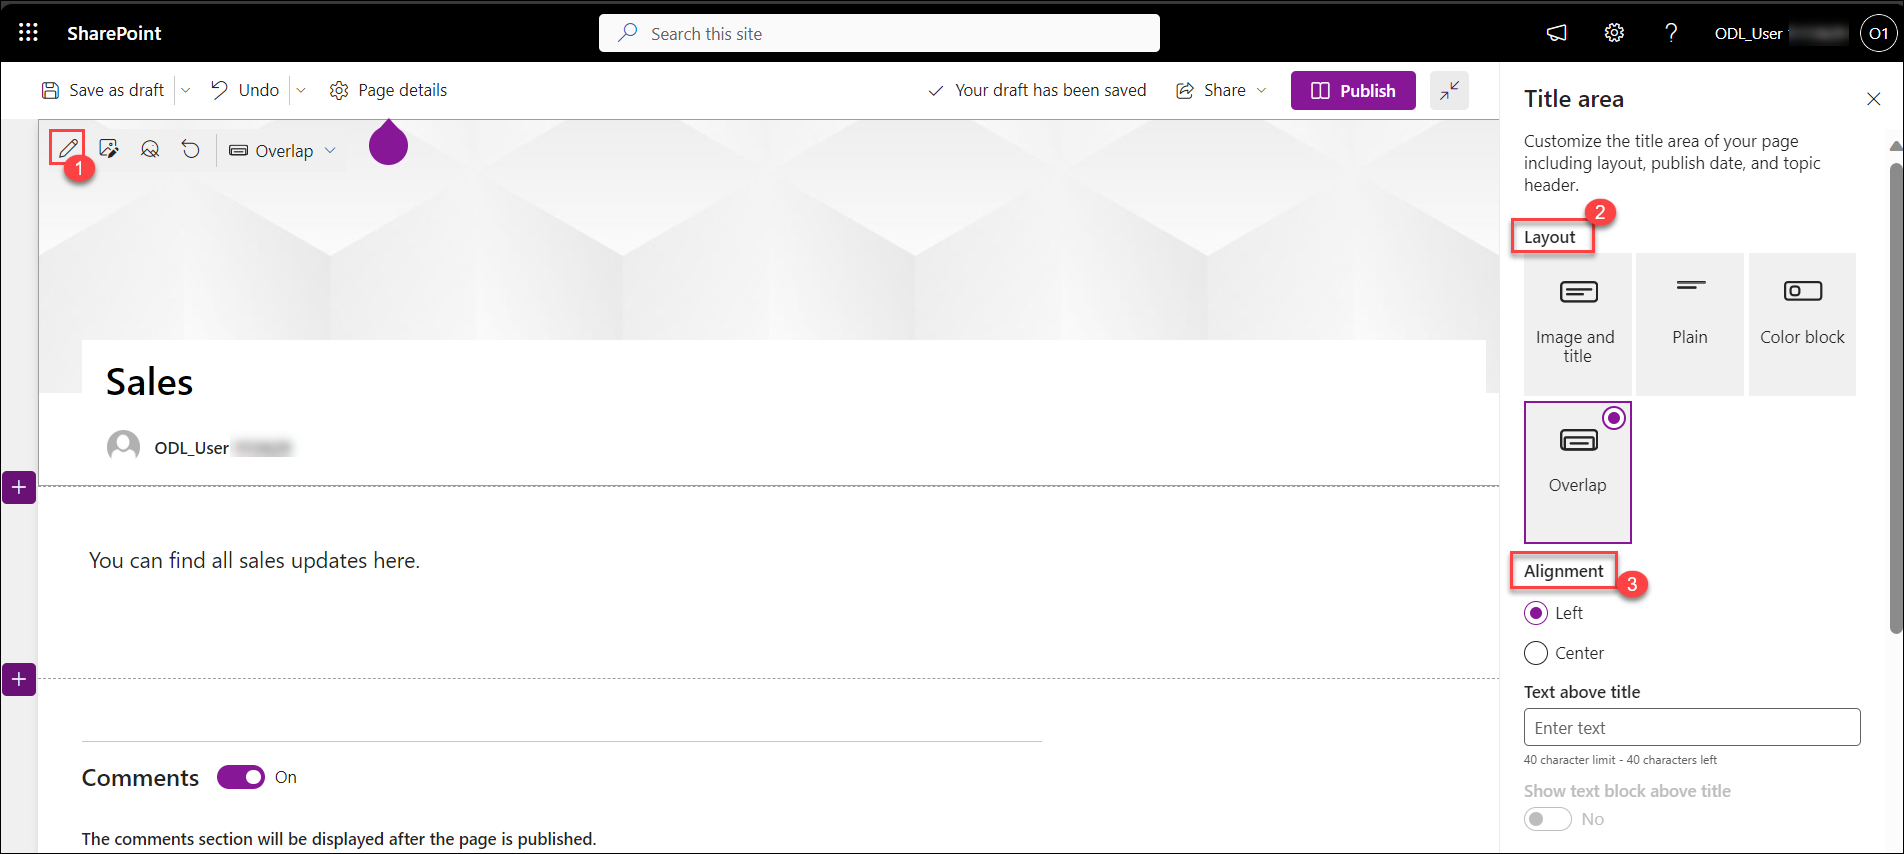 SharePoint
Search this site
ODL_User
O1
Save as draft
Undo
Page details
Your draft has been saved
Share
Publish
1
Overlap
Sales
ODL_User
You can find all sales updates here.
Comments
On
The comments section will be displayed after the page is published.
Title area
Customize the title area of your page
including layout, publish date, and topic
header.
2
Layout
Image and
title
Plain
Color block
Overlap
Alignment
3
Left
Center
Text above title
Enter text
40 character limit - 40 characters left
Show text block above title
No